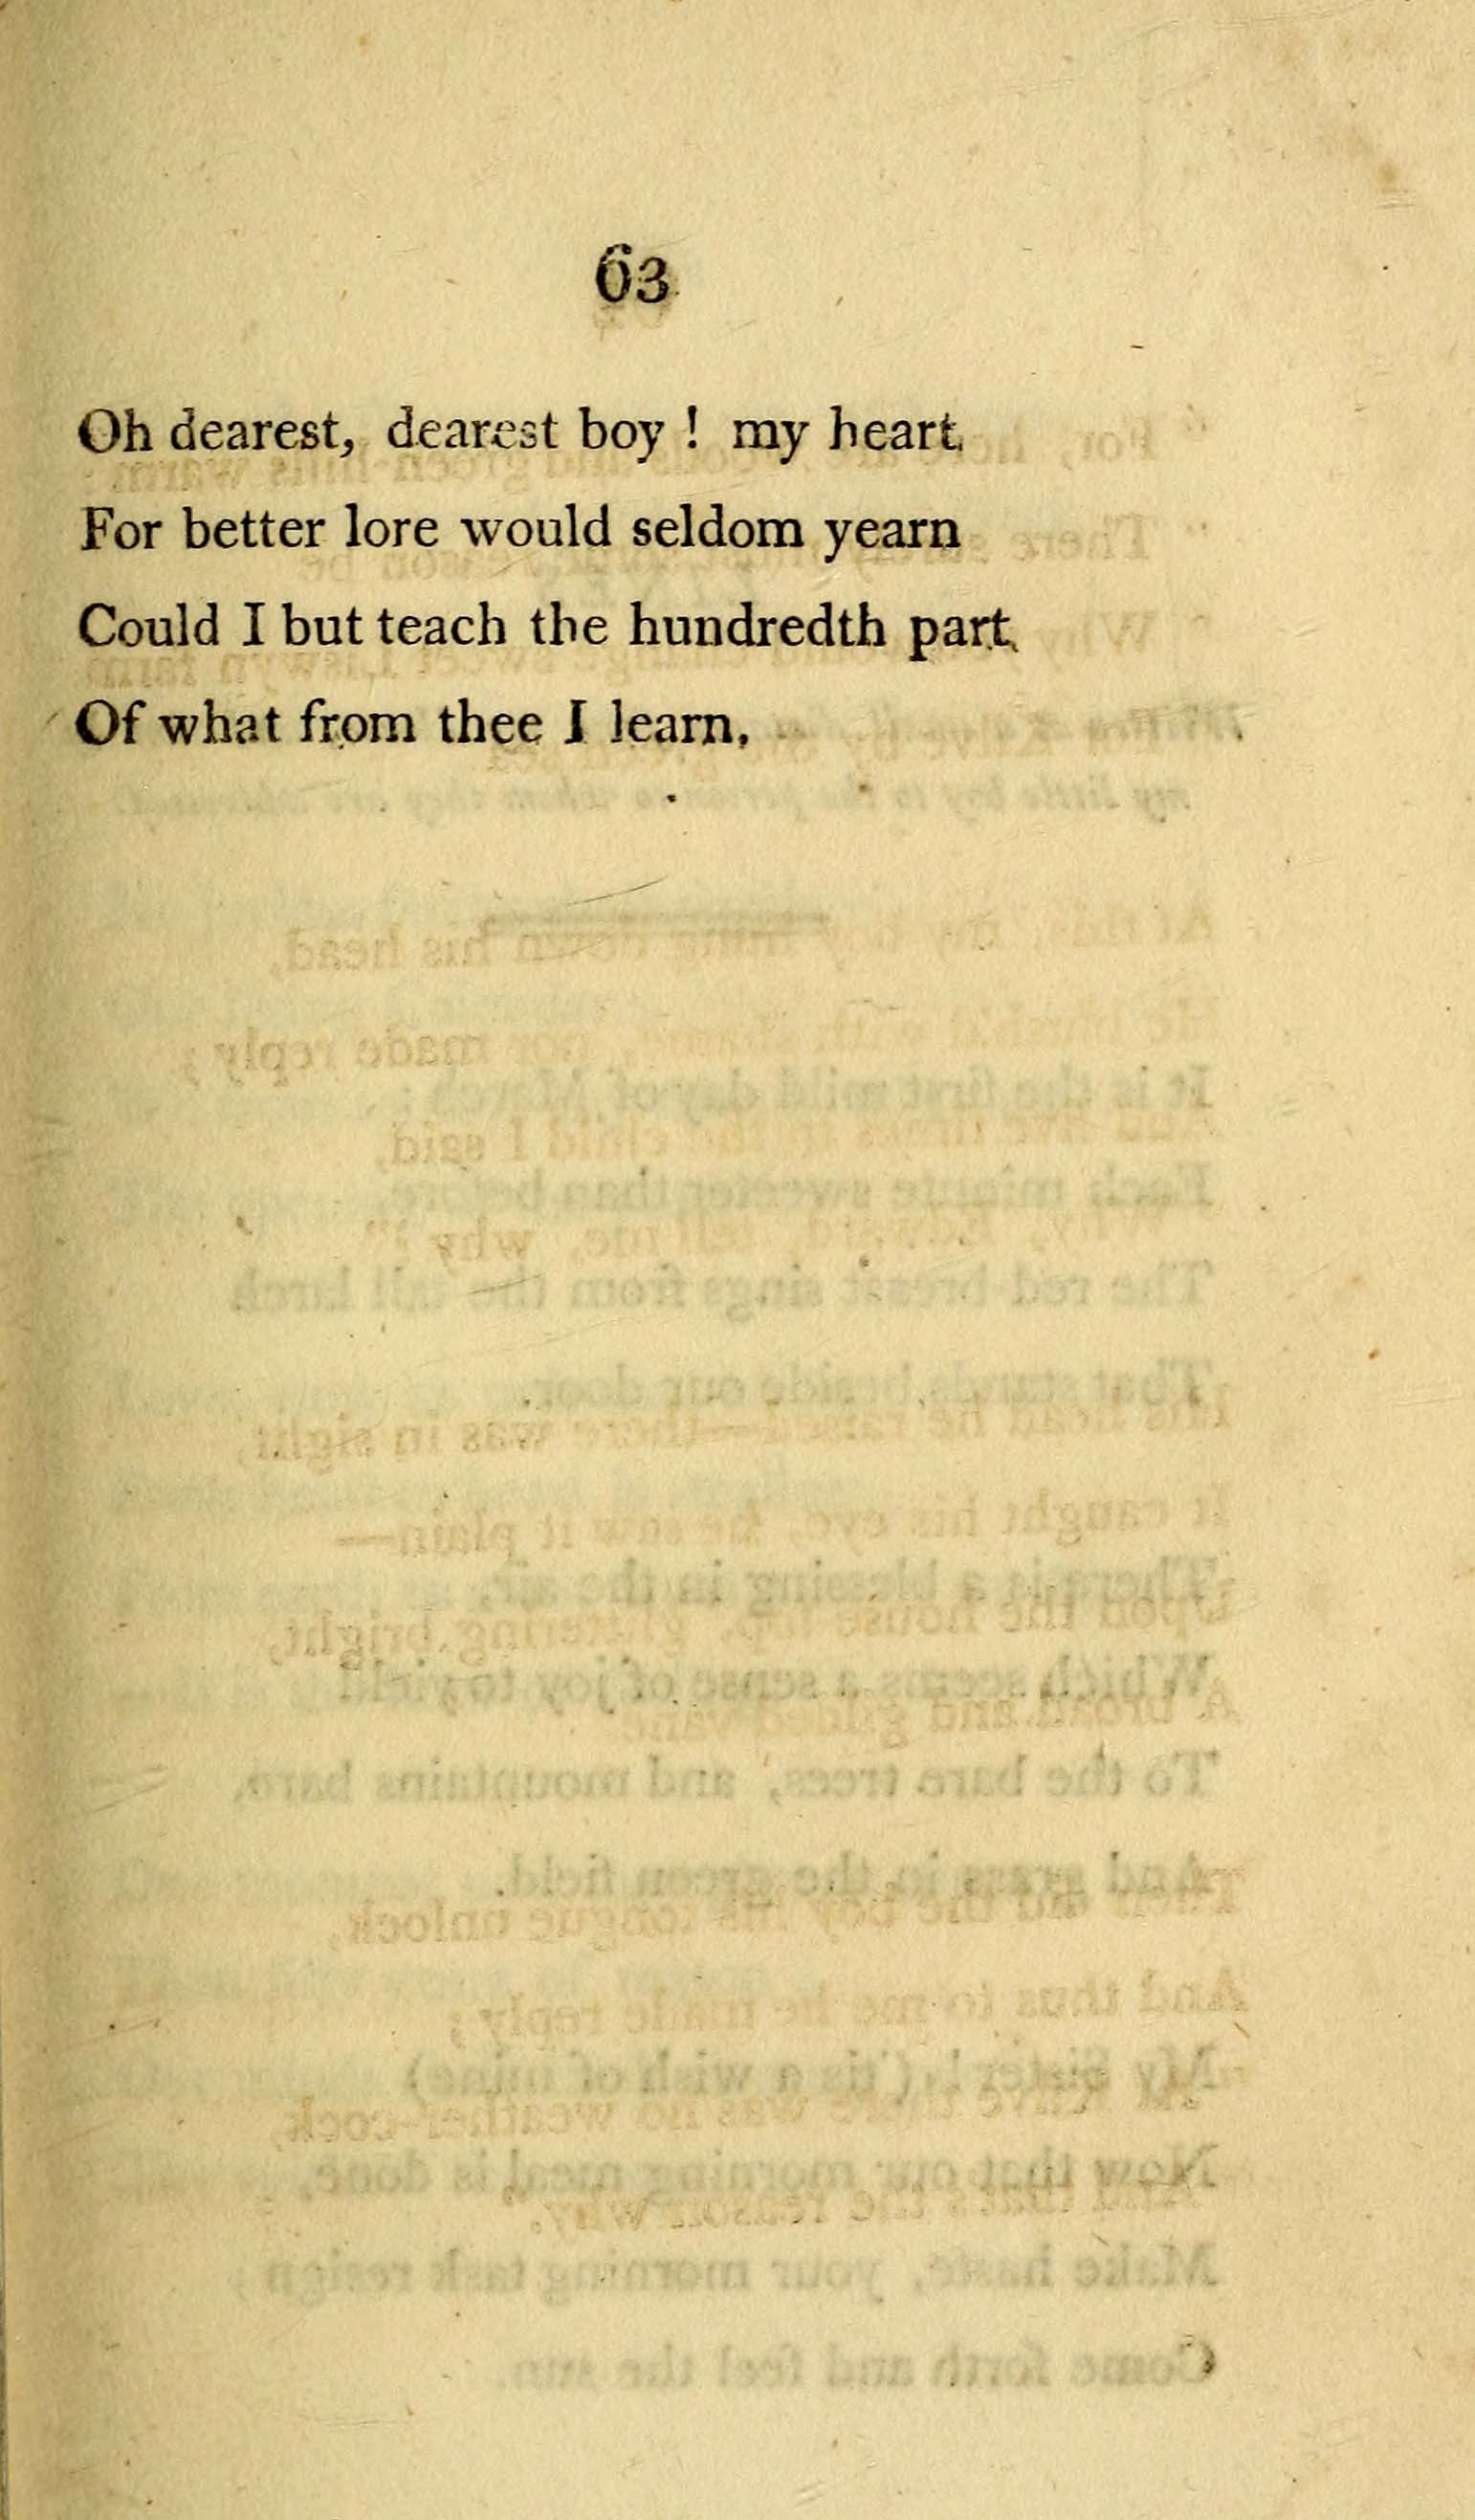 63
Oh dearest, dearest boy! my heart
For better lore would seldom yearn
Could I but teach the hundredth part
Of what from thee I learn.